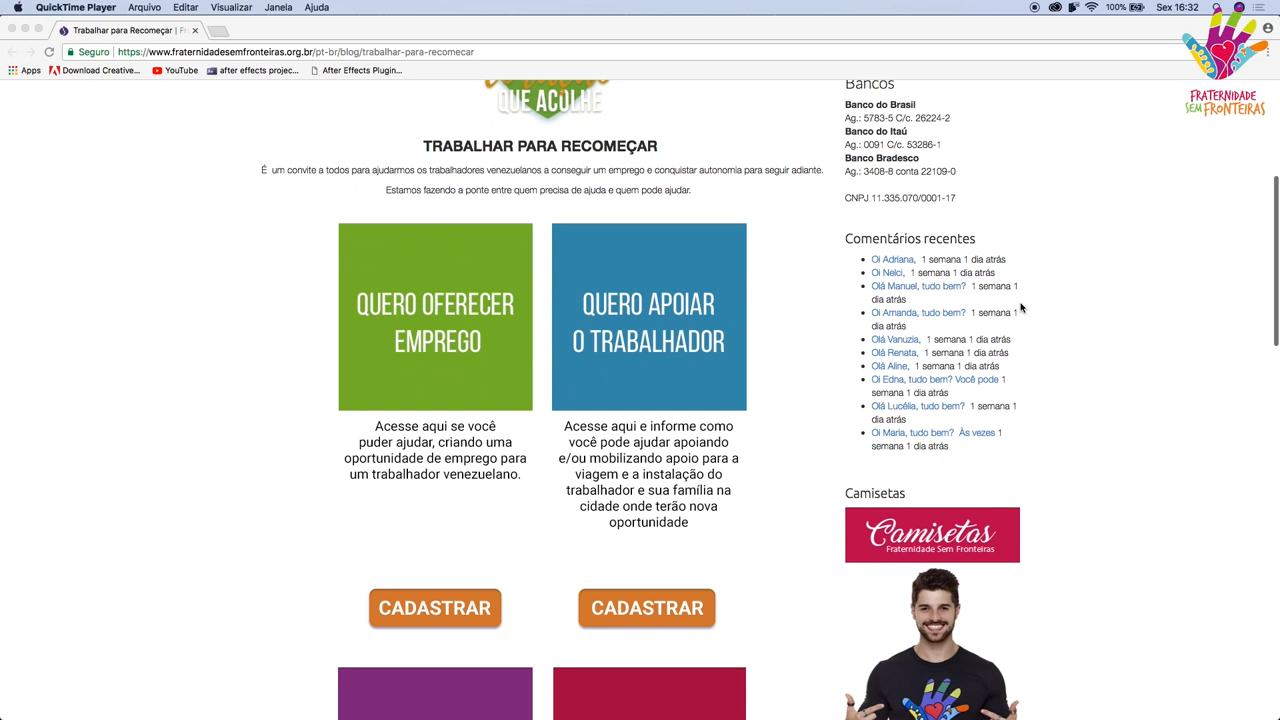 QuickTime Player Arquivo Editar Visualizar Janela Ajuda 100% Sex 16:32
Trabalhar para Recomeçar | Fr
Seguro https://www.fraternidadesemfronteiras.org.br/pt-br/blog/trabalhar-para-recomecar
Apps Download Creative... YouTube after effects projec... After Effects Plugin...
FRATERNIDADE
SEM FRONTEIRAS
QUE ACOLHE
TRABALHAR PARA RECOMEÇAR
É um convite a todos para ajudarmos os trabalhadores venezuelanos a conseguir um emprego e conquistar autonomia para seguir adiante.
Estamos fazendo a ponte entre quem precisa de ajuda e quem pode ajudar.
QUERO OFERECER
EMPREGO
Acesse aqui se você
puder ajudar, criando uma
oportunidade de emprego para
um trabalhador venezuelano.
CADASTRAR
QUERO APOIAR
O TRABALHADOR
Acesse aqui e informe como
você pode ajudar apoiando
e/ou mobilizando apoio para a
viagem e a instalação do
trabalhador e sua família na
cidade onde terão nova
oportunidade
CADASTRAR
Bancos
Banco do Brasil
Ag.: 5783-5 C/c. 26224-2
Banco do Itaú
Ag.: 0091 C/c. 53286-1
Banco Bradesco
Ag.: 3408-8 conta 22109-0
CNPJ 11.335.070/0001-17
Comentários recentes
Oi Adriana, 1 semana 1 dia atrás
Oi Nelci, 1 semana 1 dia atrás
Olá Manuel, tudo bem? 1 semana 1
dia atrás
Oi Amanda, tudo bem? 1 semana 1
dia atrás
Olá Vanuzia, 1 semana 1 dia atrás
Olá Renata, 1 semana 1 dia atrás
Olá Aline, 1 semana 1 dia atrás
Oi Edna, tudo bem? Você pode 1
semana 1 dia atrás
Olá Lucélia, tudo bem? 1 semana 1
dia atrás
Oi Maria, tudo bem? Às vezes 1
semana 1 dia atrás
Camisetas
Camisetas
Fraternidade Sem Fronteiras